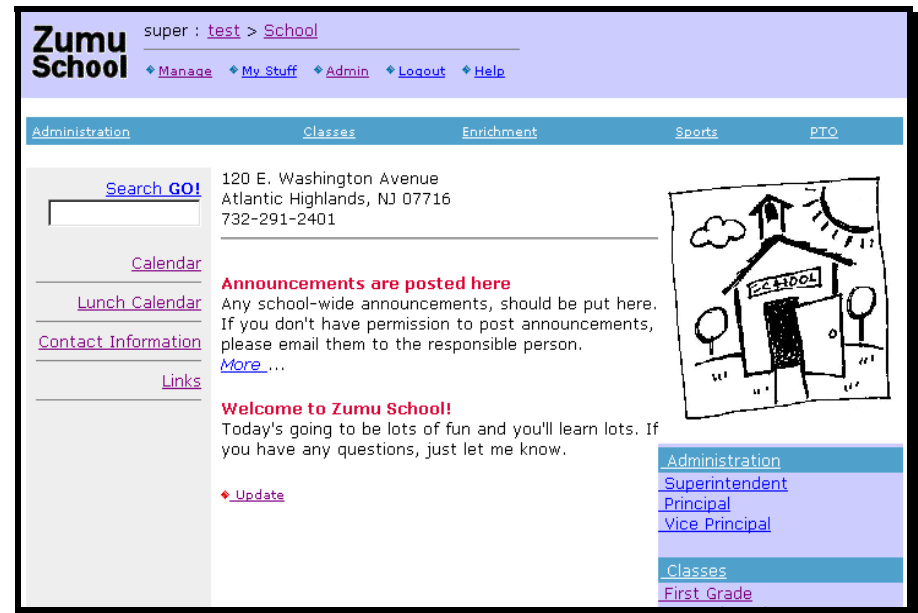 Zumu
School
super : test > School
Manage My Stuff Admin Logout Help
Administration Classes Enrichment Sports PTO
Search GO!
Calendar
Lunch Calendar
Contact Information
Links
120 E. Washington Avenue
Atlantic Highlands, NJ 07716
732-291-2401
Announcements are posted here
Any school-wide announcements, should be put here.
If you don't have permission to post announcements,
please email them to the responsible person.
More ...
Welcome to Zumu School!
Today's going to be lots of fun and you'll learn lots. If
you have any questions, just let me know.
Update
SCHOOL
Administration
Superintendent
Principal
Vice Principal
Classes
First Grade